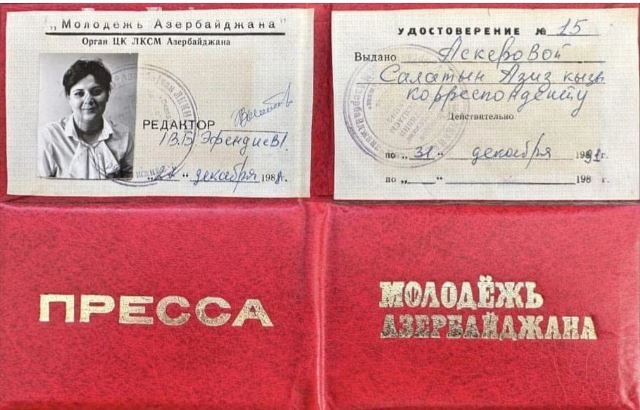 „Молодежь Азербайджана"
Орган ЦК ЛКСМ Азербайджана
РЕДАКТОР
/В.Б. Эфендиев/.
декабря 198
УДОСТОВЕРЕНИЕ № 15
Выдано Аскеровой
Салатын Азиз кызы
корреспонденту
Действительно
по „31" декабря
по „ " 198 г.
ПРЕССА
МОЛОДЁЖЬ
АЗЕРБАЙДЖАНА